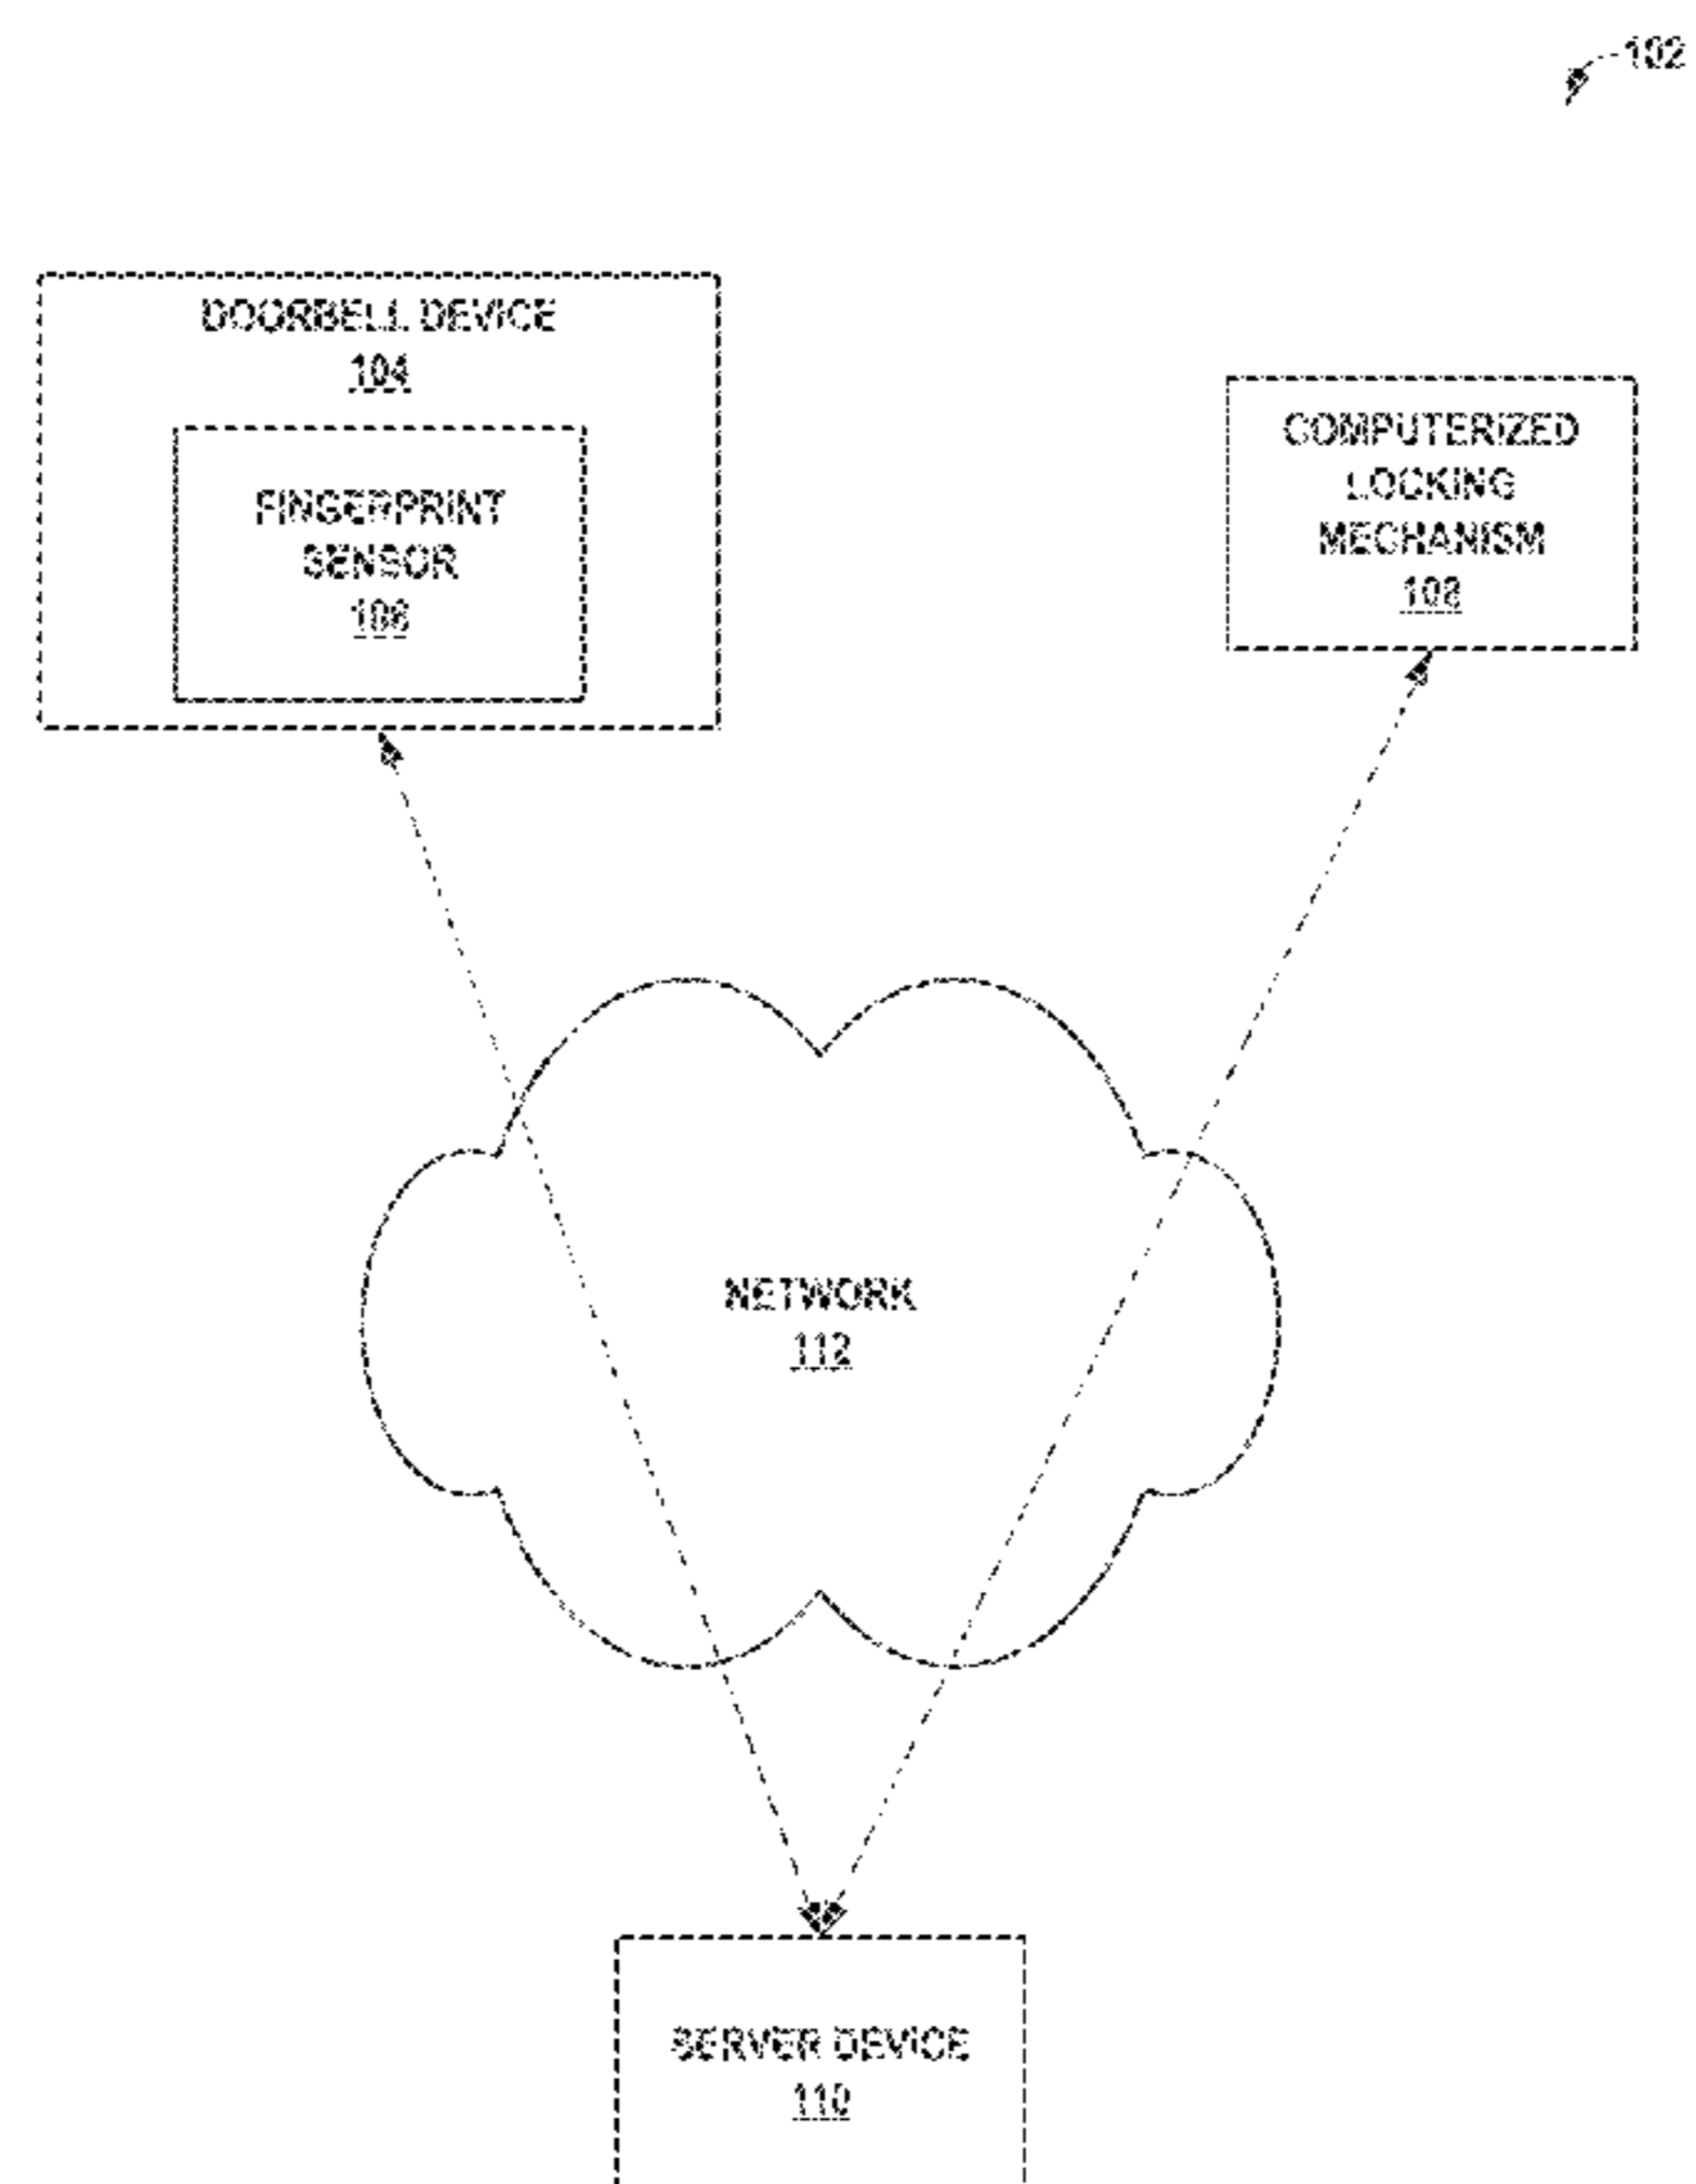 102
DOORBELL DEVICE
104
FINGERPRINT
SENSOR
106
COMPUTERIZED
LOCKING
MECHANISM
108
NETWORK
112
SERVER DEVICE
110